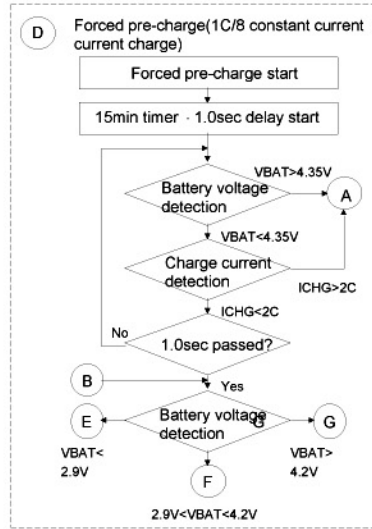 D
Forced pre-charge(1C/8 constant current
current charge)
Forced pre-charge start
15min timer · 1.0sec delay start
VBAT>4.35V
Battery voltage
detection
A
VBAT<4.35V
Charge current
detection
ICHG>2C
ICHG<2C
No
1.0sec passed?
B
Yes
E
Battery voltage
detection
G
G
VBAT<
2.9V
VBAT>
4.2V
F
2.9V<VBAT<4.2V